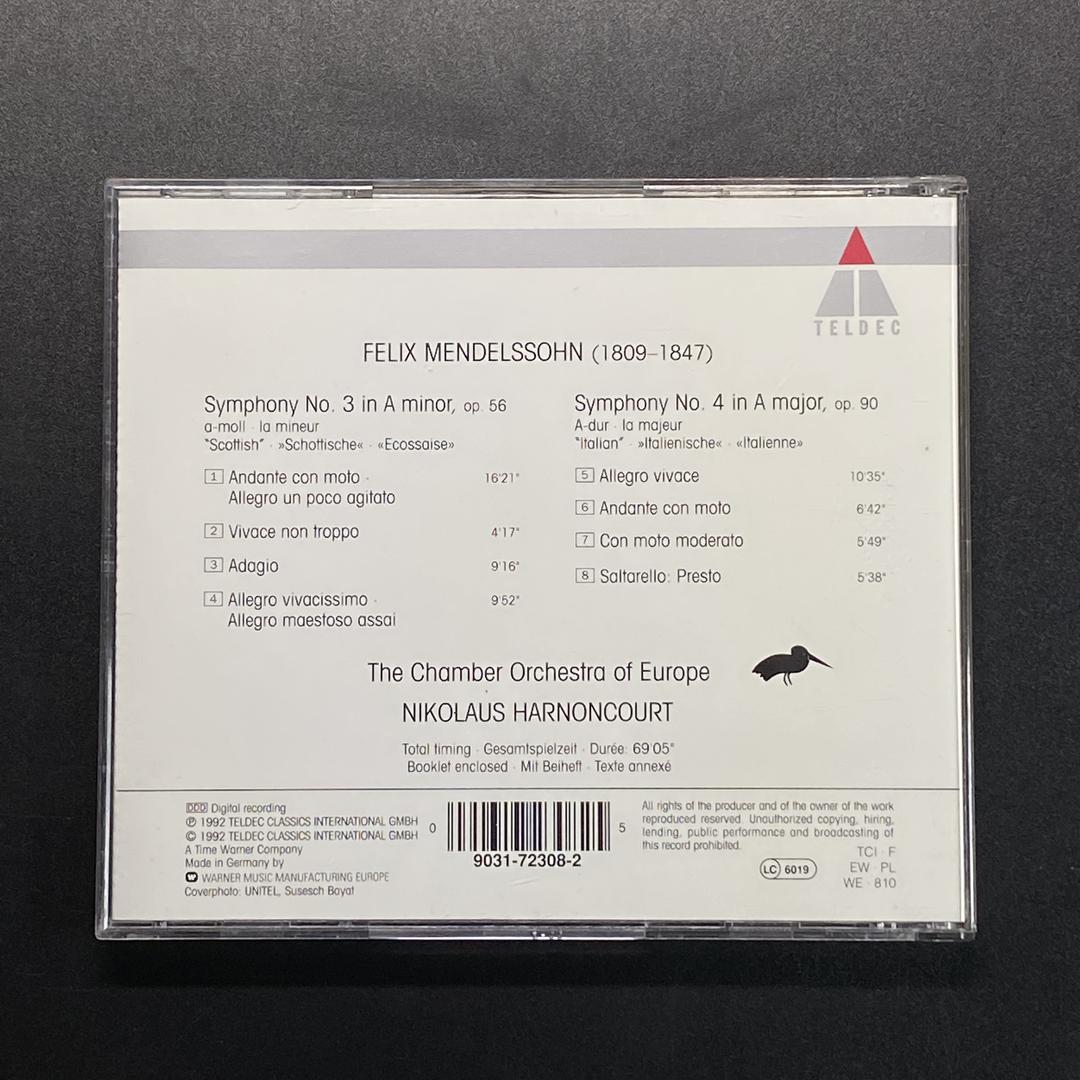 TELDEC
FELIX MENDELSSOHN (1809–1847)
Symphony No. 3 in A minor, op. 56
a-moll · la mineur
"Scottish" · »Schottische« · «Ecossaise»
1 Andante con moto · 16'21"
Allegro un poco agitato
2 Vivace non troppo 4'17"
3 Adagio 9'16"
4 Allegro vivacissimo · 9'52"
Allegro maestoso assai
Symphony No. 4 in A major, op. 90
A-dur · la majeur
"Italian" · »Italienische« · «Italienne»
5 Allegro vivace 10'35"
6 Andante con moto 6'42"
7 Con moto moderato 5'49"
8 Saltarello: Presto 5'38"
The Chamber Orchestra of Europe
NIKOLAUS HARNONCOURT
Total timing · Gesamtspielzeit · Durée: 69'05"
Booklet enclosed · Mit Beiheft · Texte annexé
DDD Digital recording
℗ 1992 TELDEC CLASSICS INTERNATIONAL GMBH
© 1992 TELDEC CLASSICS INTERNATIONAL GMBH
A Time Warner Company
Made in Germany by
WARNER MUSIC MANUFACTURING EUROPE
Coverphoto: UNITEL, Susesch Bayat
0 5
9031-72308-2
All rights of the producer and of the owner of the work
reproduced reserved. Unauthorized copying, hiring,
lending, public performance and broadcasting of
this record prohibited.
LC 6019
TCI · F
EW · PL
WE · 810